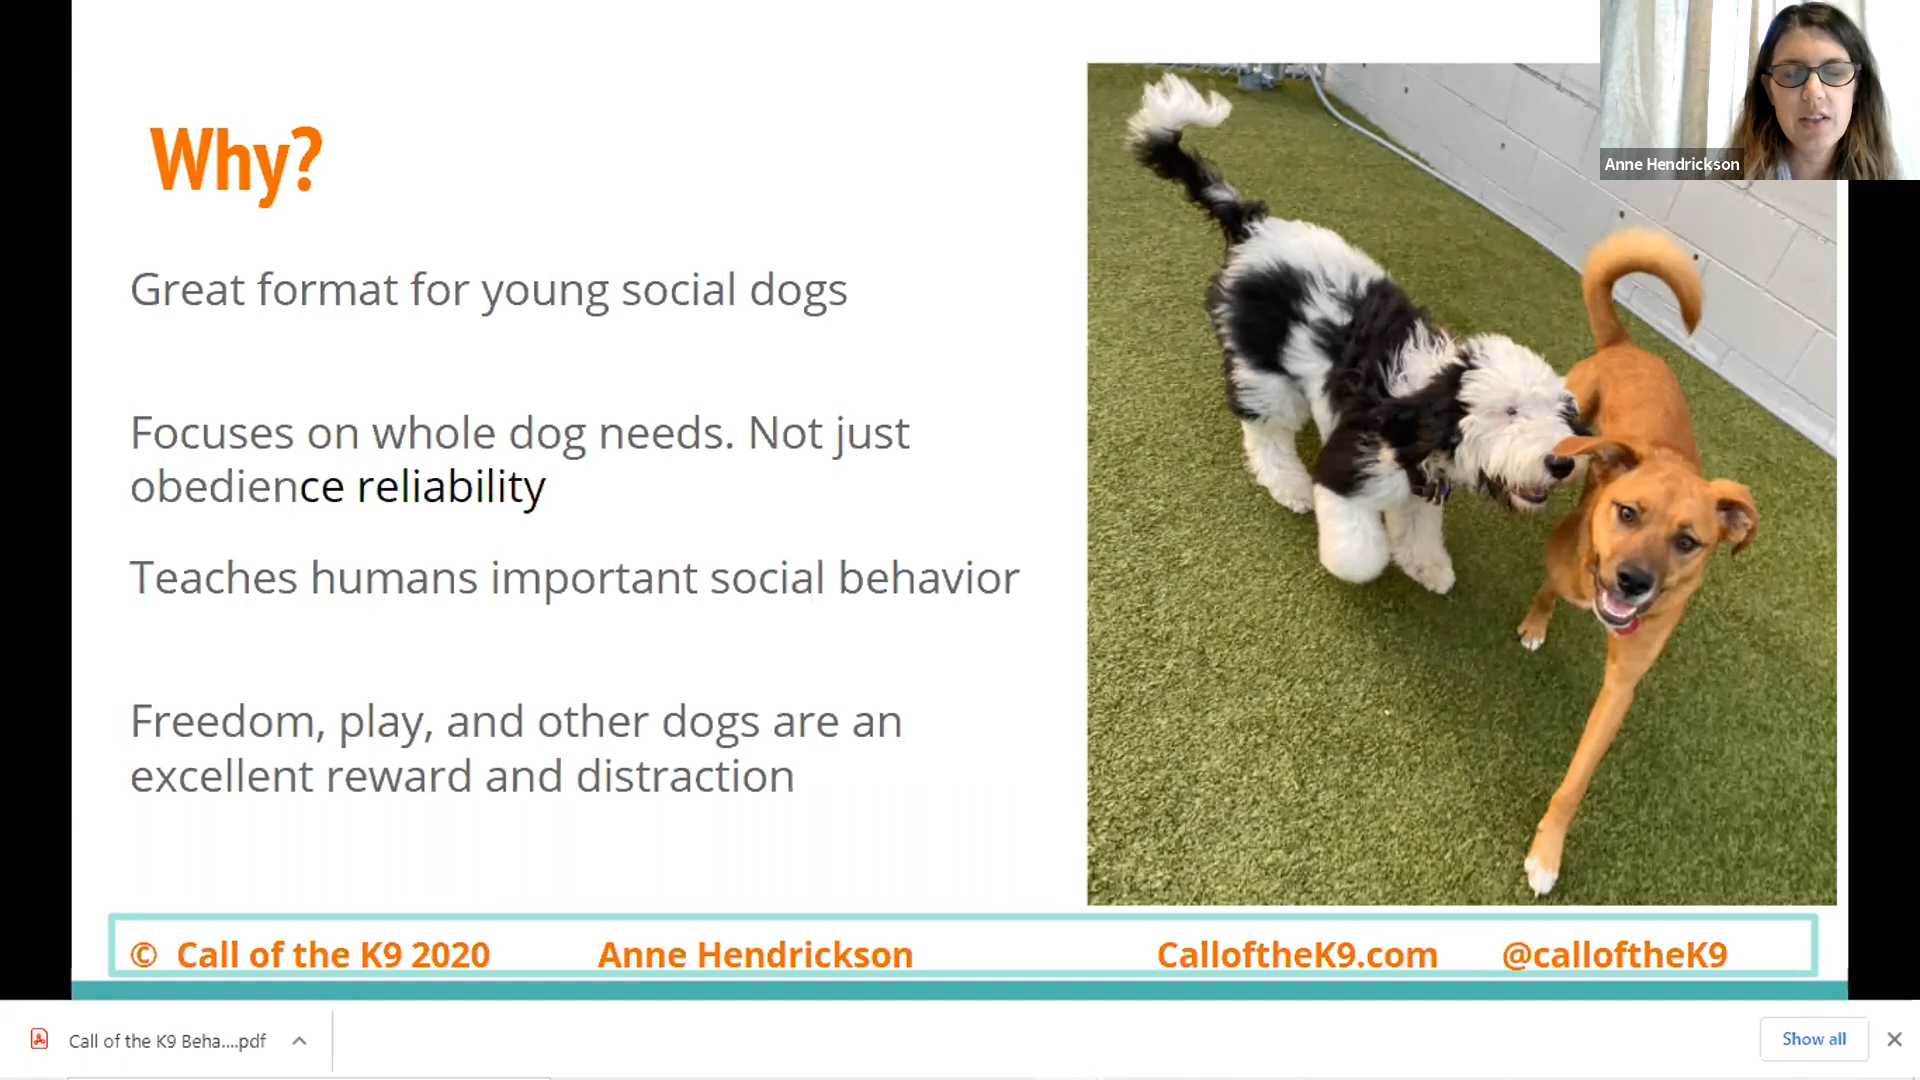 Why?
Great format for young social dogs
Focuses on whole dog needs. Not just
obedience reliability
Teaches humans important social behavior
Freedom, play, and other dogs are an
excellent reward and distraction
Anne Hendrickson
© Call of the K9 2020 Anne Hendrickson CalloftheK9.com @calloftheK9
Call of the K9 Beha....pdf
Show all